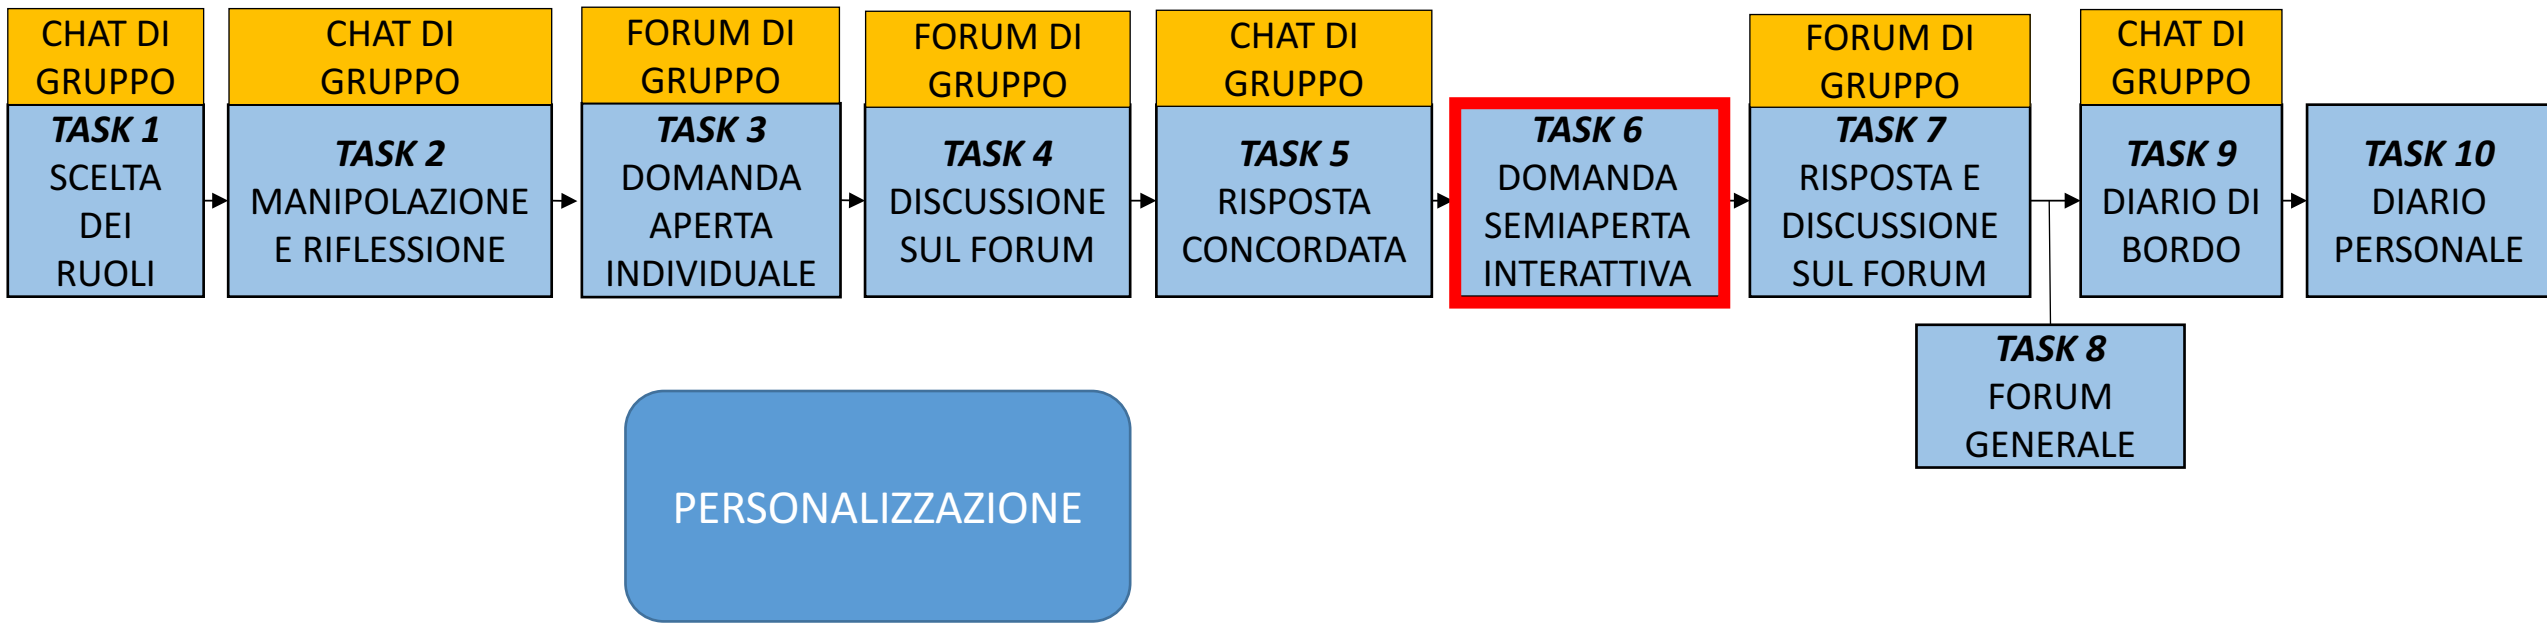 CHAT DI
GRUPPO
TASK 1
SCELTA
DEI
RUOLI
CHAT DI
GRUPPO
TASK 2
MANIPOLAZIONE
E RIFLESSIONE
FORUM DI
GRUPPO
TASK 3
DOMANDA
APERTA
INDIVIDUALE
FORUM DI
GRUPPO
TASK 4
DISCUSSIONE
SUL FORUM
CHAT DI
GRUPPO
TASK 5
RISPOSTA
CONCORDATA
TASK 6
DOMANDA
SEMIAPERTA
INTERATTIVA
FORUM DI
GRUPPO
TASK 7
RISPOSTA E
DISCUSSIONE
SUL FORUM
TASK 8
FORUM
GENERALE
CHAT DI
GRUPPO
TASK 9
DIARIO DI
BORDO
TASK 10
DIARIO
PERSONALE
PERSONALIZZAZIONE